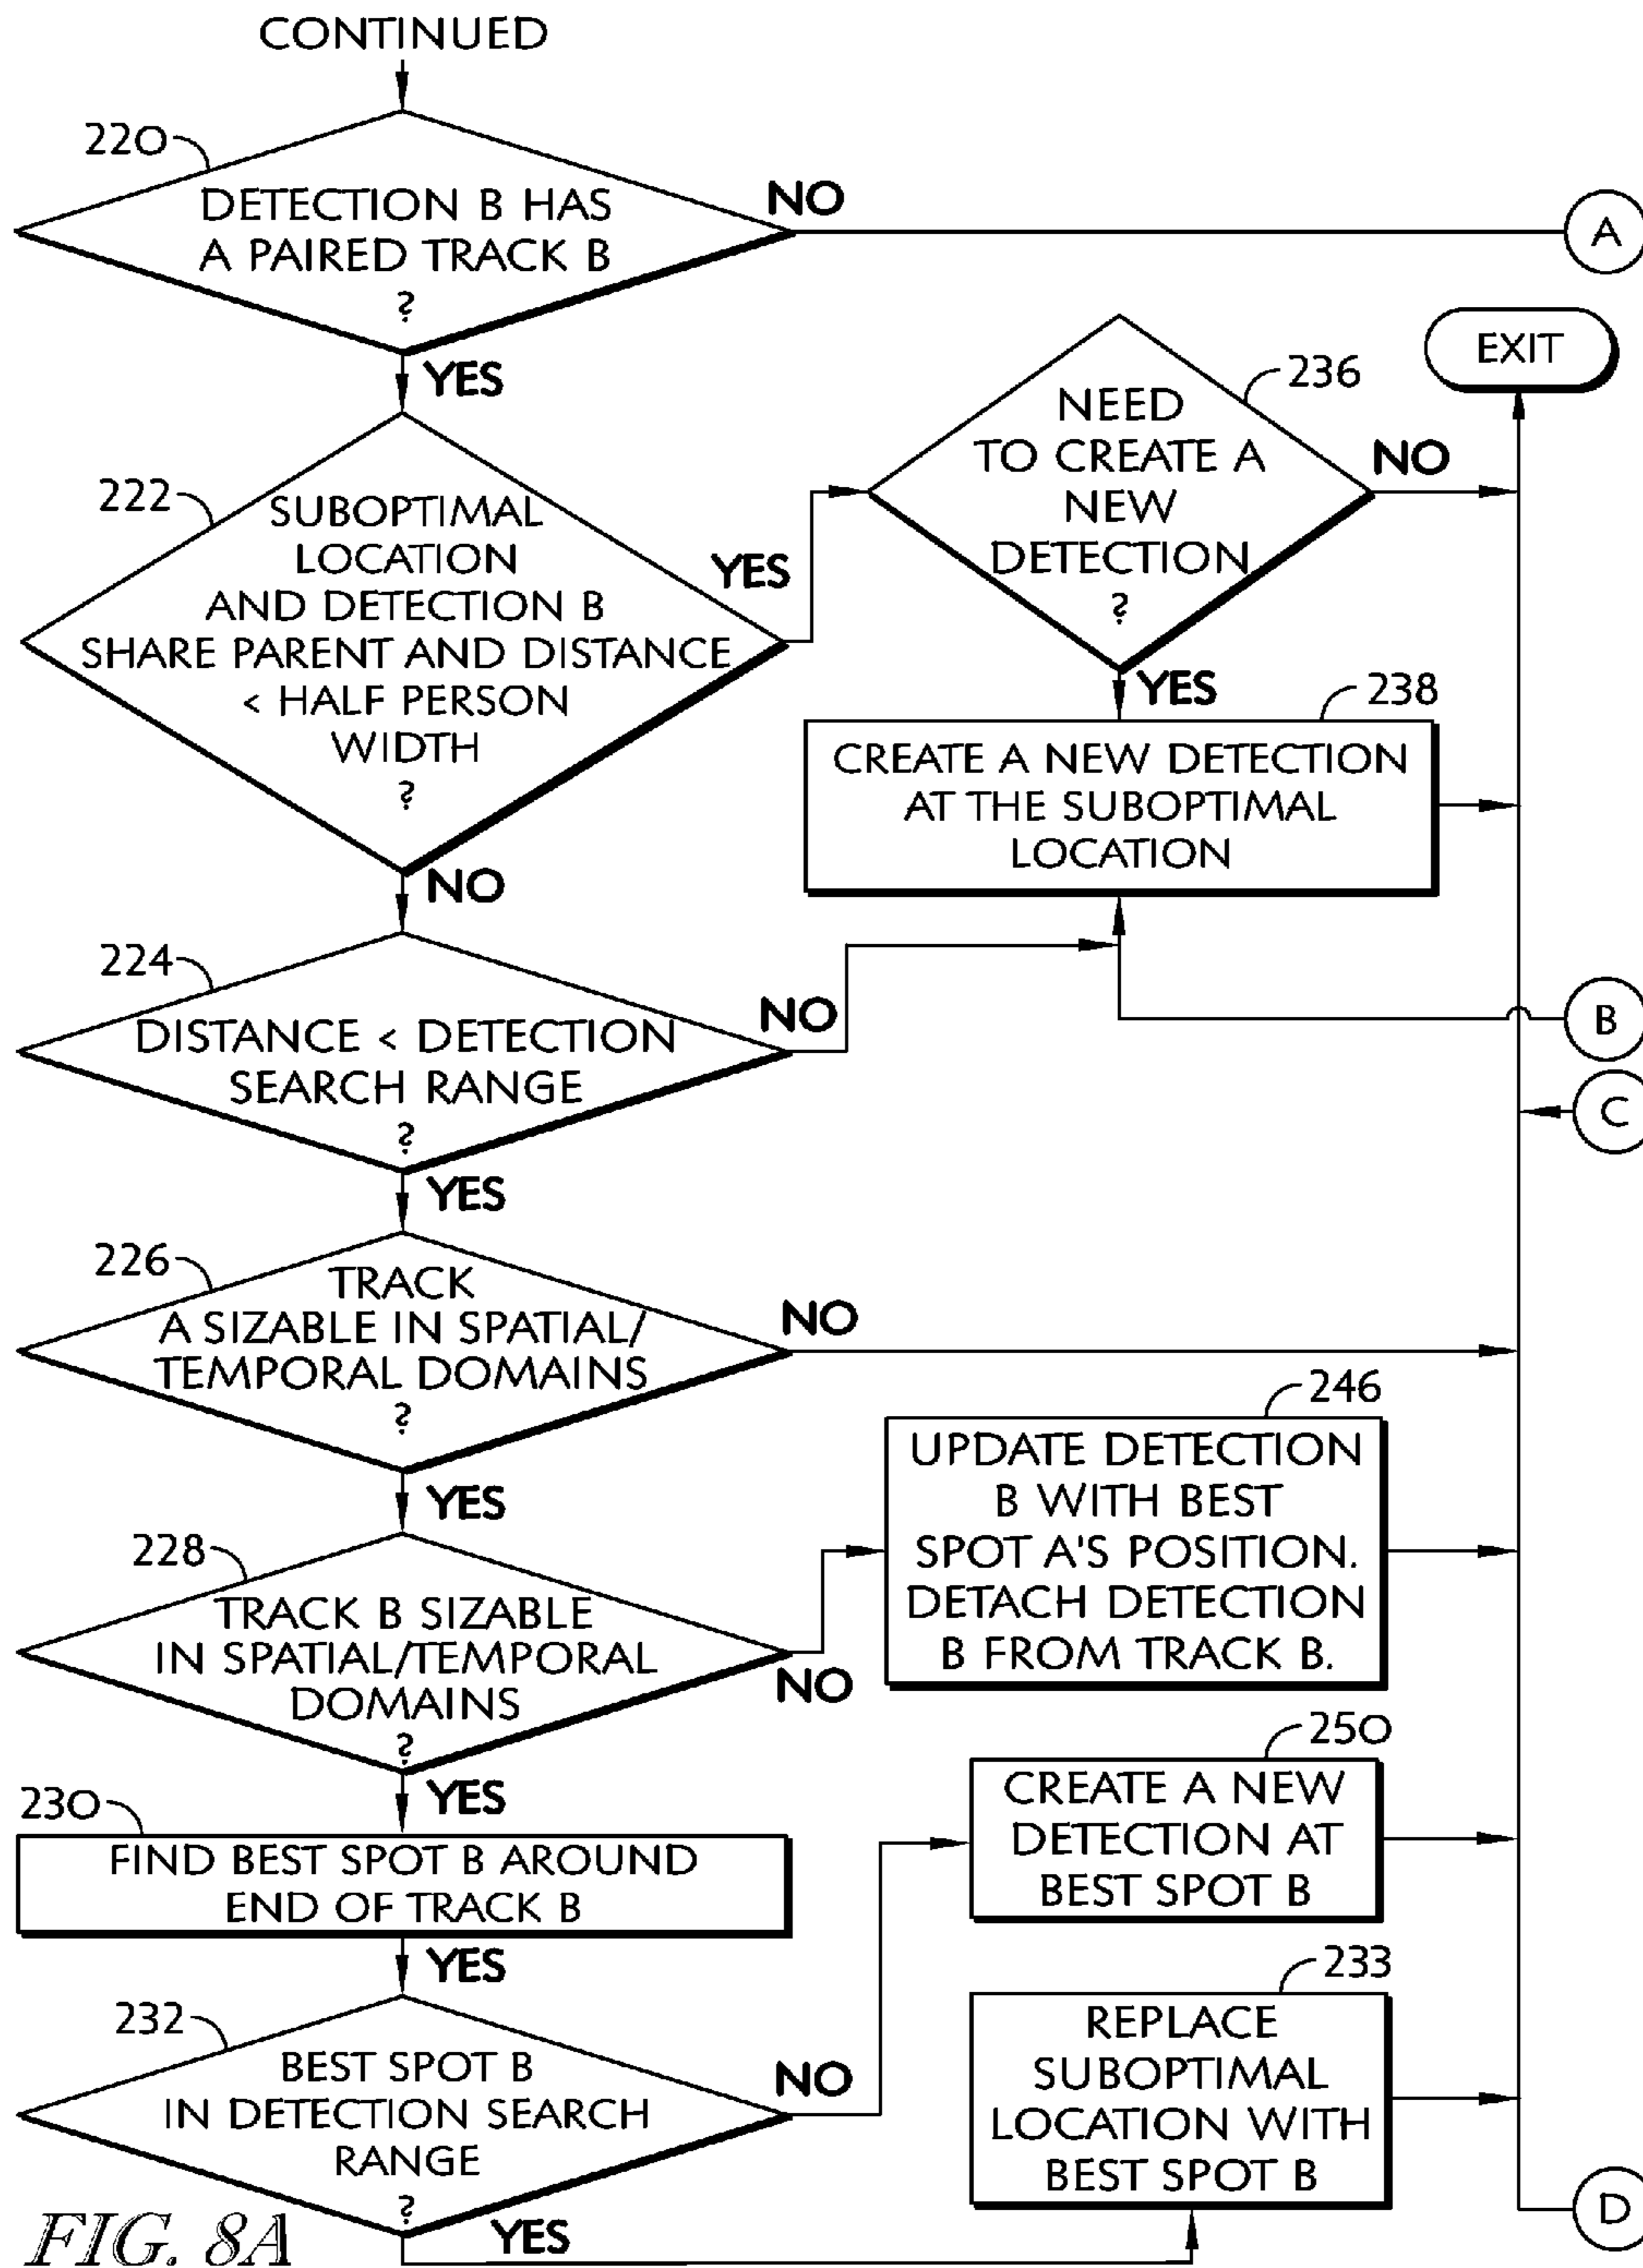 CONTINUED
220
DETECTION B HAS
A PAIRED TRACK B
?
NO
A
YES
EXIT
236
NEED
TO CREATE A
NEW
DETECTION
?
NO
YES
222
SUBOPTIMAL
LOCATION
AND DETECTION B
SHARE PARENT AND DISTANCE
< HALF PERSON
WIDTH
?
YES
NO
238
CREATE A NEW DETECTION
AT THE SUBOPTIMAL
LOCATION
224
DISTANCE < DETECTION
SEARCH RANGE
?
NO
B
C
YES
226
TRACK
A SIZABLE IN SPATIAL/
TEMPORAL DOMAINS
?
NO
YES
246
UPDATE DETECTION
B WITH BEST
SPOT A'S POSITION.
DETACH DETECTION
B FROM TRACK B.
228
TRACK B SIZABLE
IN SPATIAL/TEMPORAL
DOMAINS
?
NO
YES
250
CREATE A NEW
DETECTION AT
BEST SPOT B
230
FIND BEST SPOT B AROUND
END OF TRACK B
YES
233
REPLACE
SUBOPTIMAL
LOCATION WITH
BEST SPOT B
232
BEST SPOT B
IN DETECTION SEARCH
RANGE
?
NO
YES
D
FIG. 8A